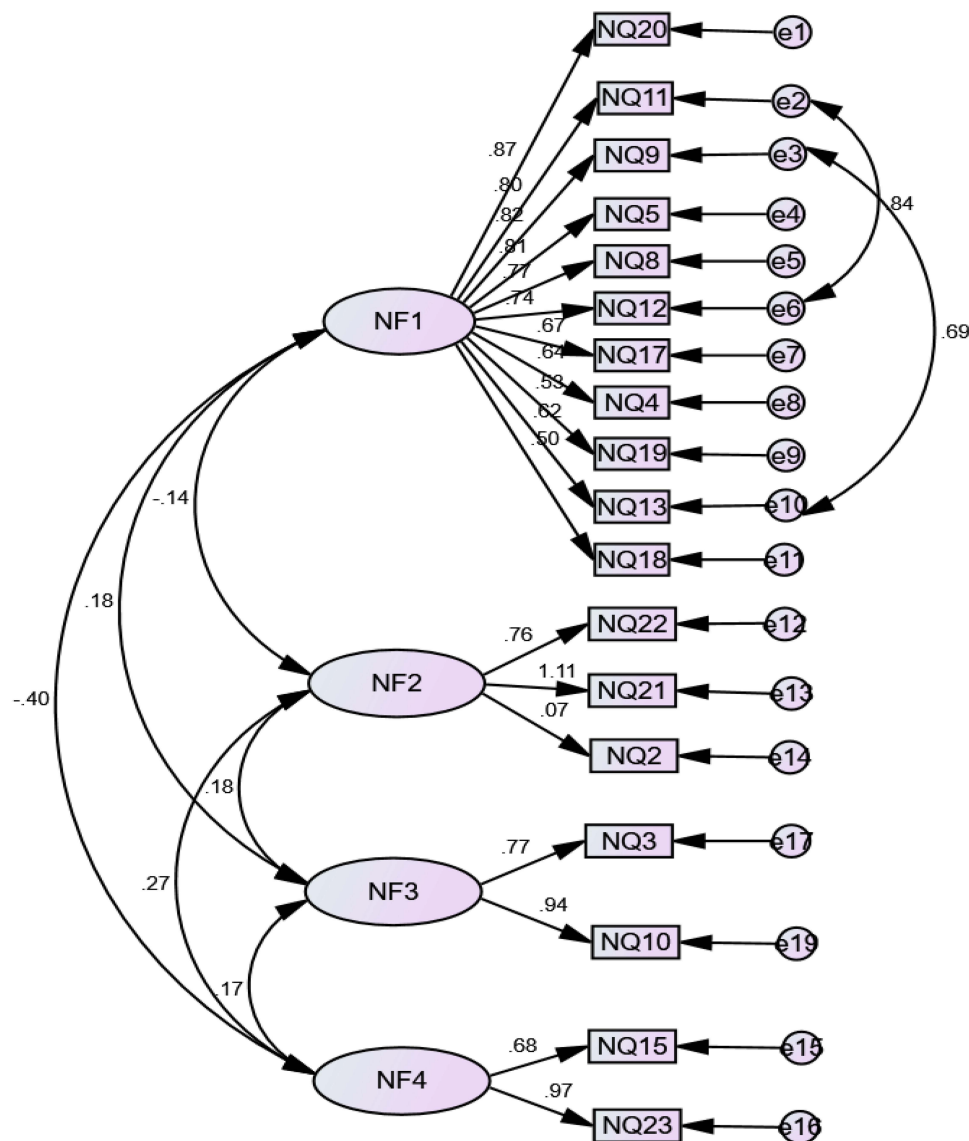 NQ20
e1
NQ11
e2
.87
NQ9
e3
.80
.84
.82
NQ5
e4
.81
NQ8
e5
.77
.74
NQ12
e6
NF1
.67
.69
NQ17
e7
.64
.53
NQ4
e8
.62
.50
NQ19
e9
-.14
NQ13
e10
NQ18
e11
.18
NQ22
e12
.76
-.40
NF2
1.11
NQ21
e13
.07
NQ2
e14
.18
.77
NQ3
e17
.27
NF3
.94
NQ10
e19
.17
.68
NQ15
e15
NF4
.97
NQ23
e16